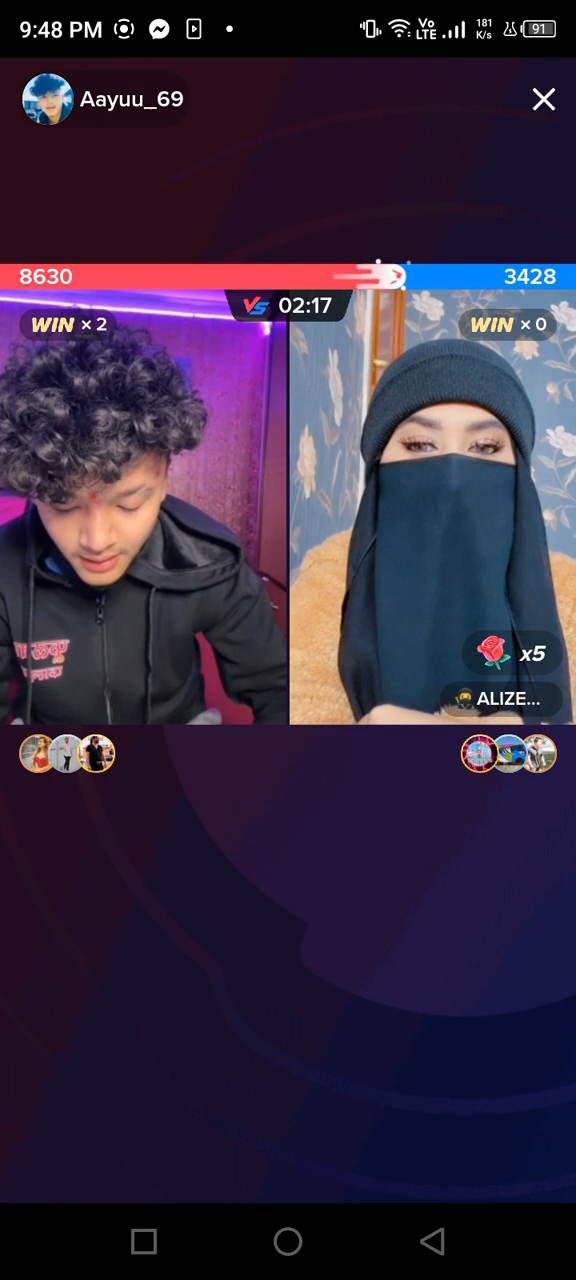 9:48 PM
Vo
LTE
181
K/s
91
Aayuu_69
8630
3428
VS 02:17
WIN × 2
WIN × 0
x5
ALIZE...